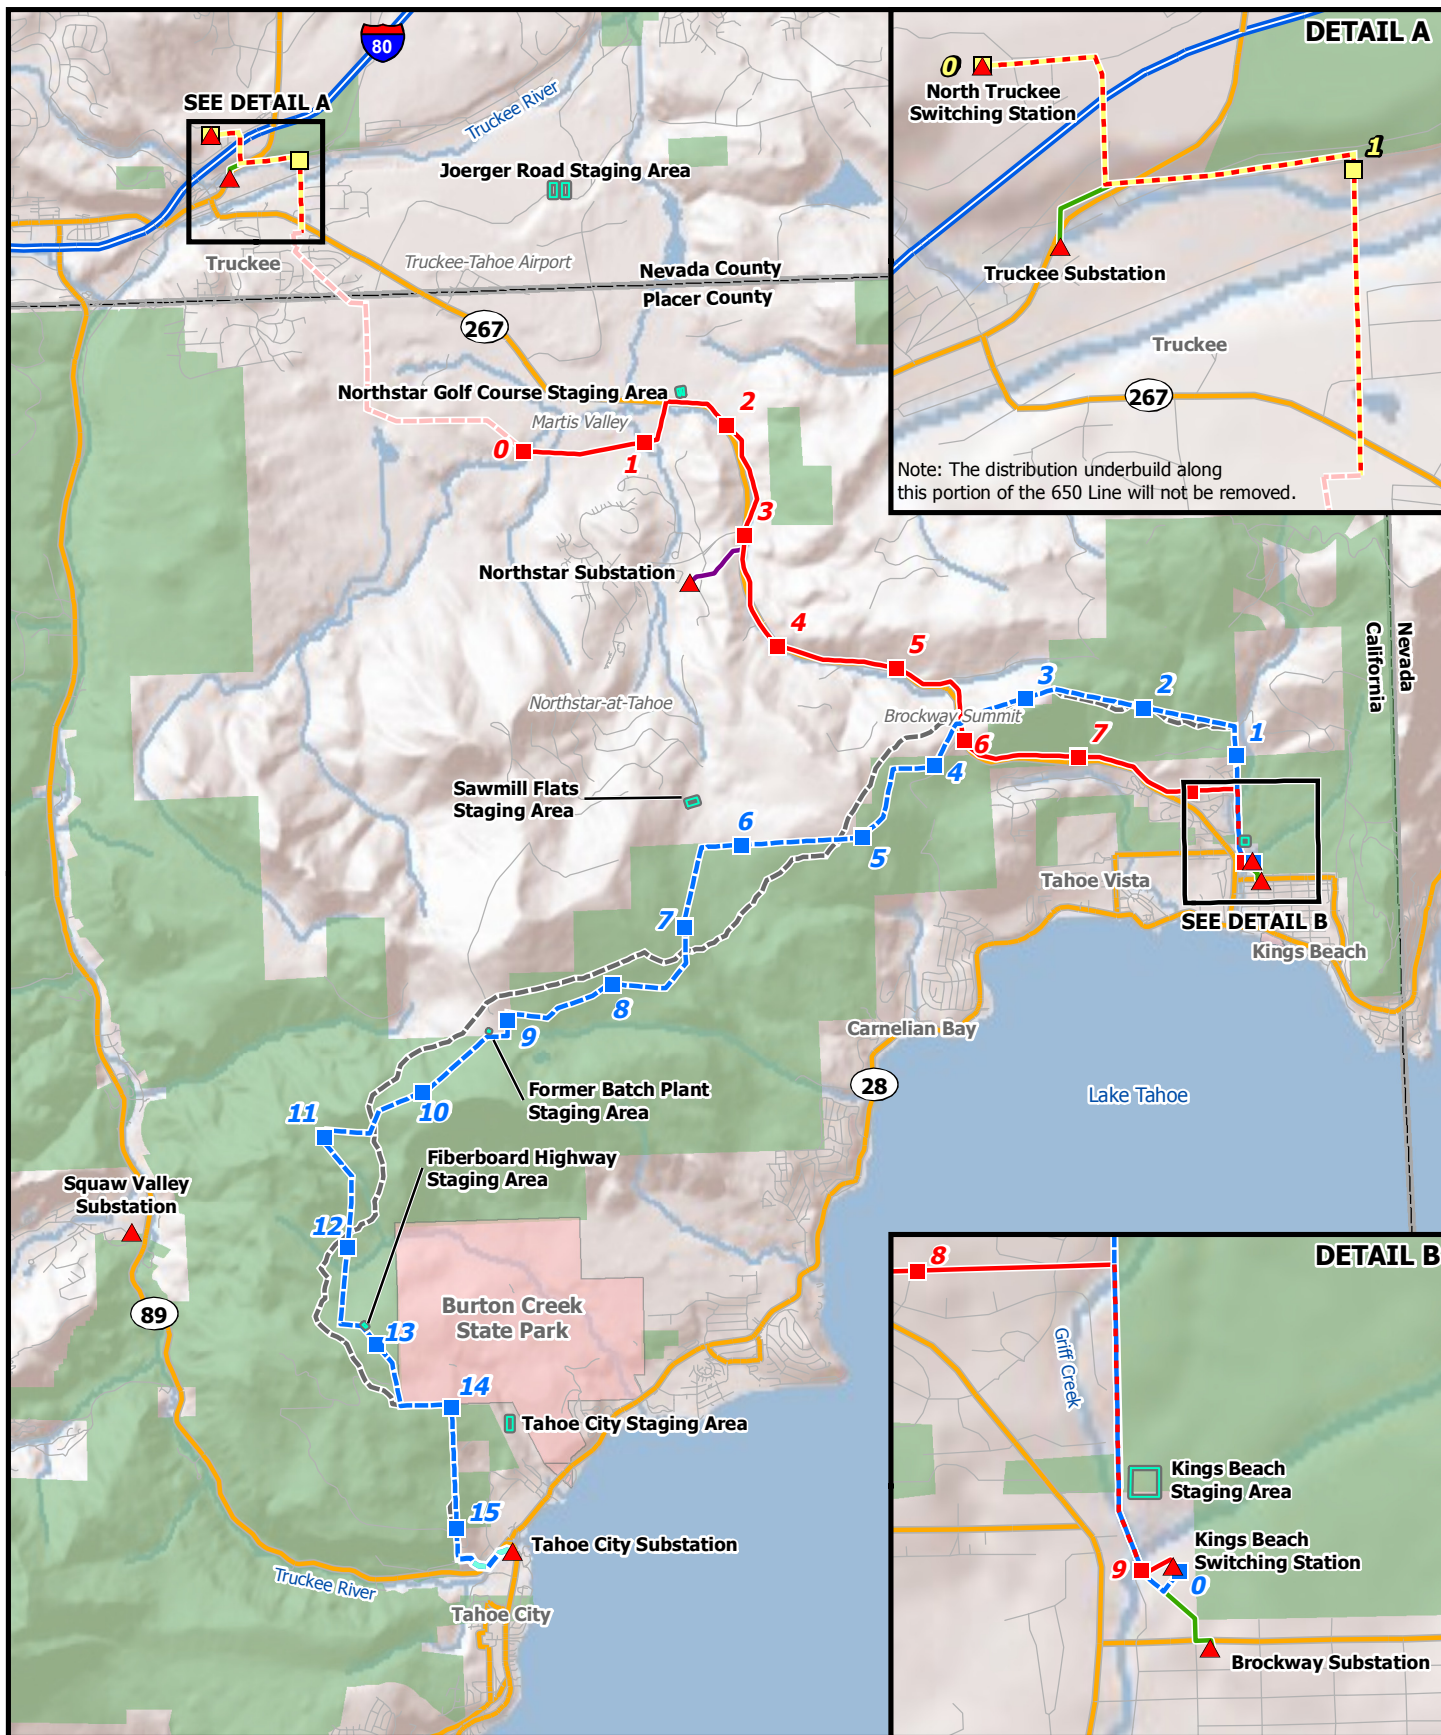 80
SEE DETAIL A
Truckee River
Joerger Road Staging Area
Truckee
Truckee-Tahoe Airport
Nevada County
Placer County
267
Northstar Golf Course Staging Area
Martis Valley
0
1
2
3
Northstar Substation
4
5
Northstar-at-Tahoe
Brockway Summit
6
7
3
2
1
4
Sawmill Flats
Staging Area
6
5
7
8
9
Tahoe Vista
SEE DETAIL B
Kings Beach
Carnelian Bay
28
Lake Tahoe
Nevada
California
Former Batch Plant
Staging Area
10
11
Fiberboard Highway
Staging Area
Squaw Valley
Substation
12
89
Burton Creek
State Park
13
14
Tahoe City Staging Area
15
Tahoe City Substation
Truckee River
Tahoe City
DETAIL A
0
North Truckee
Switching Station
1
Truckee Substation
Truckee
267
Note: The distribution underbuild along
this portion of the 650 Line will not be removed.
DETAIL B
8
Griff Creek
Kings Beach
Staging Area
Kings Beach
Switching Station
9
0
Brockway Substation